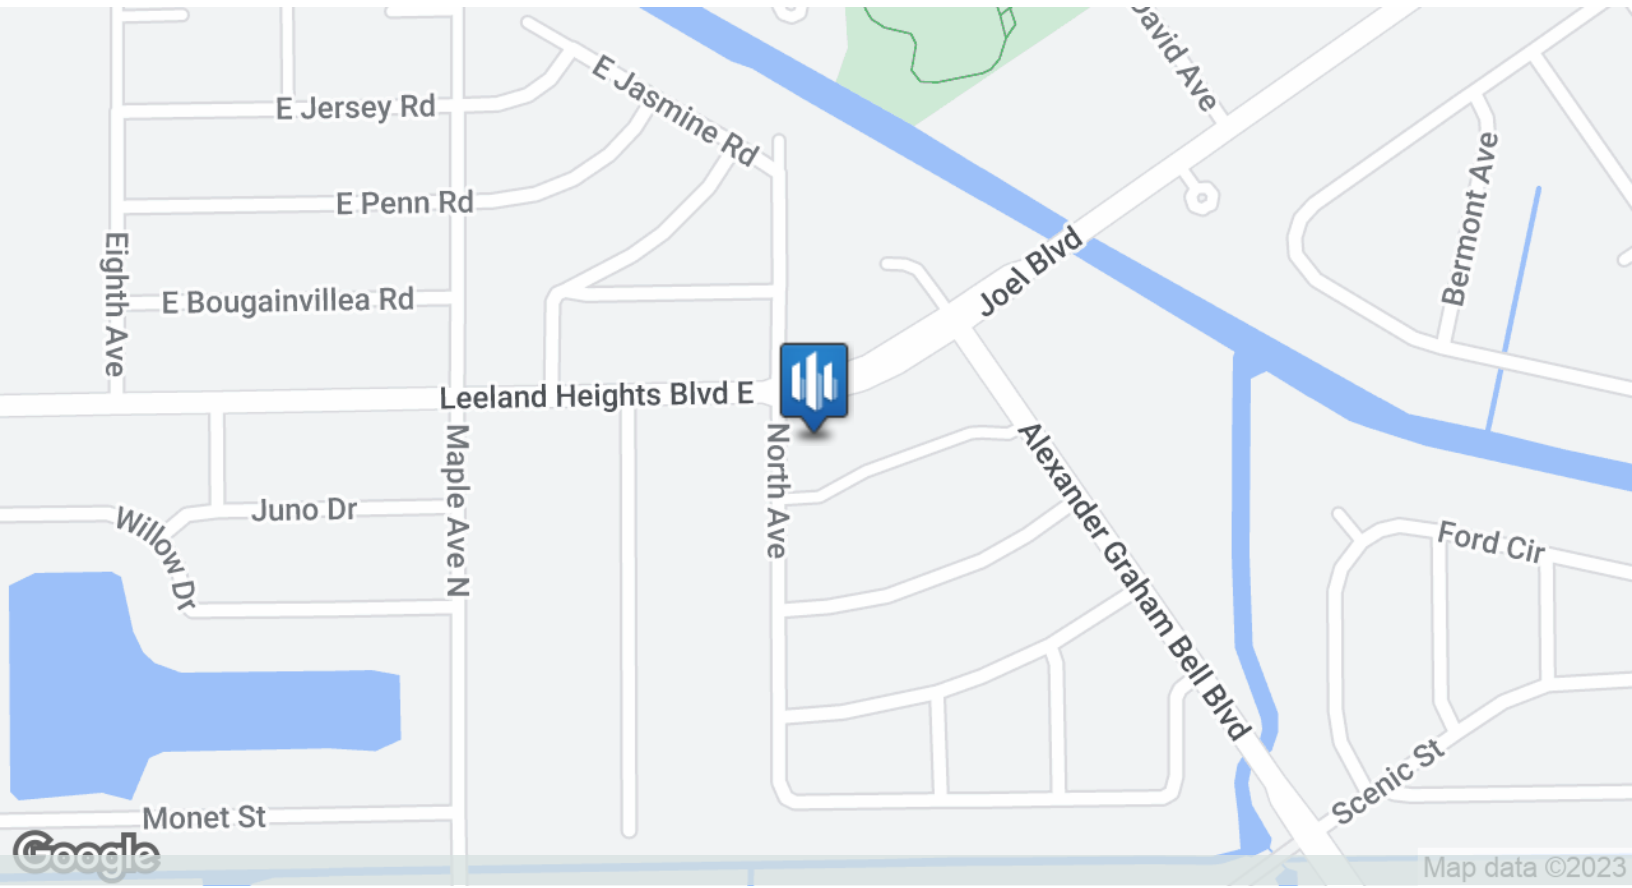 David Ave
E Jasmine Rd
E Jersey Rd
Bermont Ave
E Penn Rd
Eighth Ave
Joel Blvd
E Bougainvillea Rd
Leeland Heights Blvd E
Maple Ave N
North Ave
Alexander Graham Bell Blvd
Juno Dr
Willow Dr
Ford Cir
Scenic St
Monet St
Google
Map data ©2023